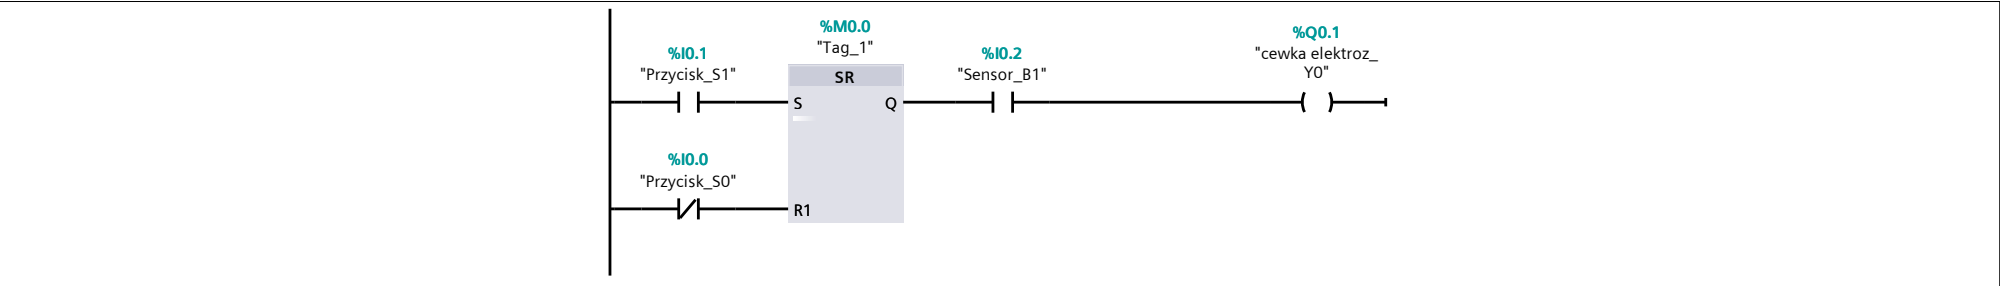 %M0.0
"Tag_1"
%I0.1
"Przycisk_S1"
SR
%I0.2
"Sensor_B1"
%Q0.1
"cewka elektroz_
Y0"
S
Q
%I0.0
"Przycisk_S0"
R1